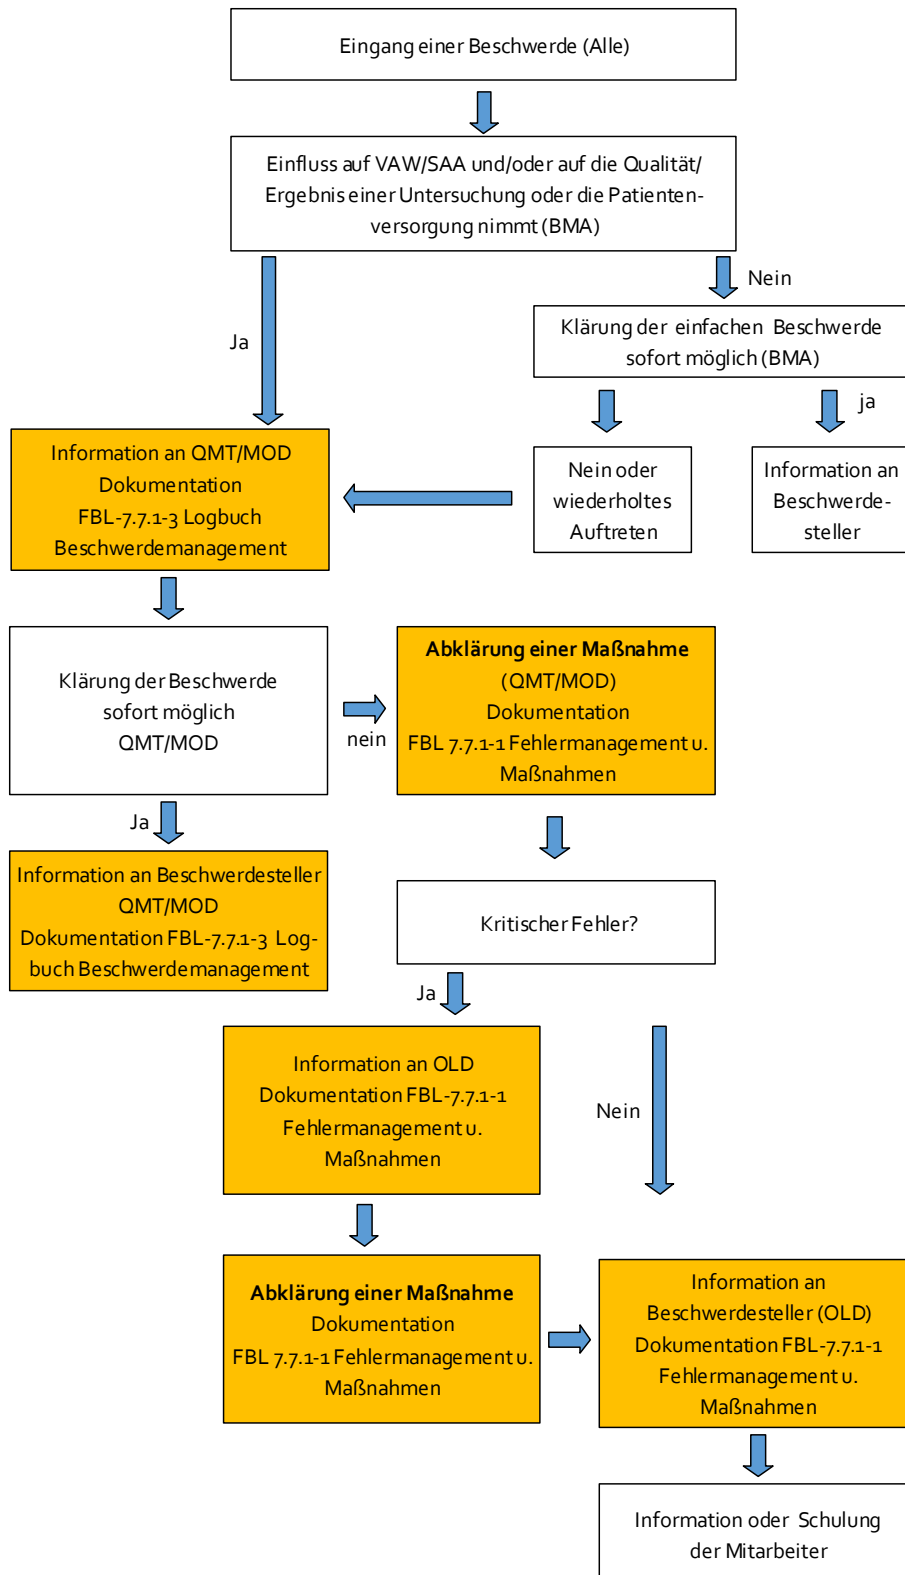 Eingang einer Beschwerde (Alle)
Einfluss auf VAW/SAA und/oder auf die Qualität/
Ergebnis einer Untersuchung oder die Patienten-
versorgung nimmt (BMA)
Nein
Klärung der einfachen Beschwerde
sofort möglich (BMA)
Ja
ja
Information an QMT/MOD
Dokumentation
FBL-7.7.1-3 Logbuch
Beschwerdemanagement
Nein oder
wiederholtes
Auftreten
Information an
Beschwerde-
steller
Klärung der Beschwerde
sofort möglich
QMT/MOD
nein
Abklärung einer Maßnahme
(QMT/MOD)
Dokumentation
FBL 7.7.1-1 Fehlermanagement u.
Maßnahmen
Ja
Information an Beschwerdesteller
QMT/MOD
Dokumentation FBL-7.7.1-3 Log-
buch Beschwerdemanagement
Kritischer Fehler?
Ja
Information an OLD
Dokumentation FBL-7.7.1-1
Fehlermanagement u.
Maßnahmen
Nein
Abklärung einer Maßnahme
Dokumentation
FBL 7.7.1-1 Fehlermanagement u.
Maßnahmen
Information an
Beschwerdesteller (OLD)
Dokumentation FBL-7.7.1-1
Fehlermanagement u.
Maßnahmen
Information oder Schulung
der Mitarbeiter